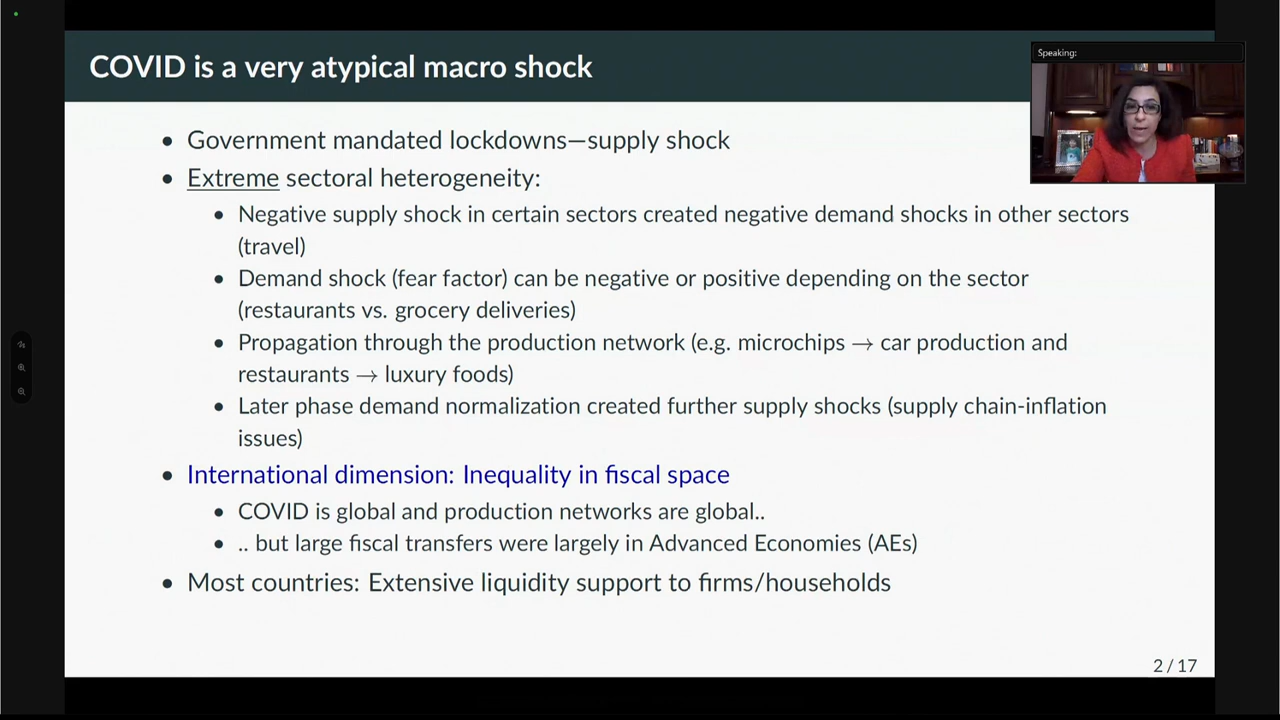 COVID is a very atypical macro shock
Speaking:
• Government mandated lockdowns—supply shock
• Extreme sectoral heterogeneity:
• Negative supply shock in certain sectors created negative demand shocks in other sectors
(travel)
• Demand shock (fear factor) can be negative or positive depending on the sector
(restaurants vs. grocery deliveries)
• Propagation through the production network (e.g. microchips → car production and
restaurants → luxury foods)
• Later phase demand normalization created further supply shocks (supply chain-inflation
issues)
• International dimension: Inequality in fiscal space
• COVID is global and production networks are global..
• .. but large fiscal transfers were largely in Advanced Economies (AEs)
• Most countries: Extensive liquidity support to firms/households
2 / 17